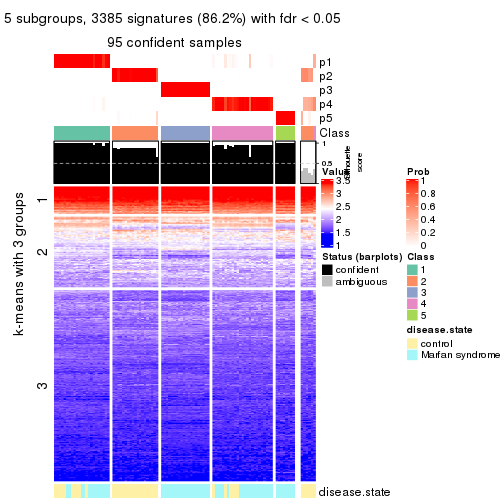 5 subgroups, 3385 signatures (86.2%) with fdr < 0.05
95 confident samples
p1
p2
p3
p4
p5
Class
1
0.5
silhouette
score
k-means with 3 groups
1
2
3
Value
3.5
3
2.5
2
1.5
1
Prob
1
0.8
0.6
0.4
0.2
0
Status (barplots)
confident
ambiguous
Class
1
2
3
4
5
disease.state
control
Marfan syndrome
disease.state